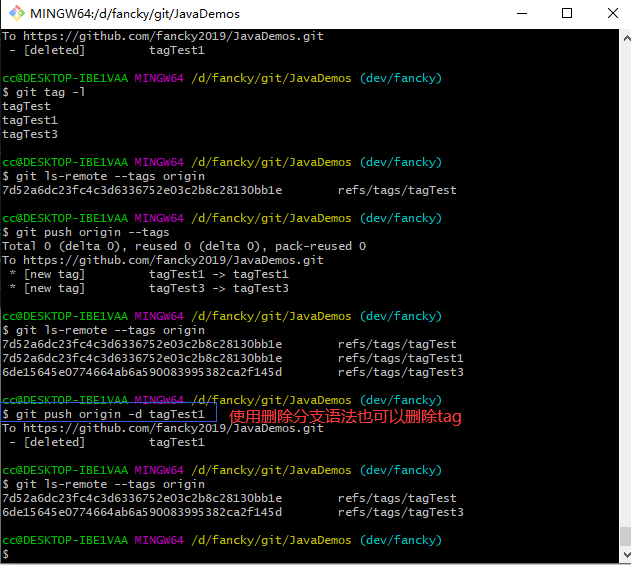 MINGW64:/d/fancky/git/JavaDemos
To https://github.com/fancky2019/JavaDemos.git
 - [deleted]         tagTest1
cc@DESKTOP-IBE1VAA MINGW64 /d/fancky/git/JavaDemos (dev/fancky)
$ git tag -l
tagTest
tagTest1
tagTest3
cc@DESKTOP-IBE1VAA MINGW64 /d/fancky/git/JavaDemos (dev/fancky)
$ git ls-remote --tags origin
7d52a6dc23fc4c3d6336752e03c2b8c28130bb1e        refs/tags/tagTest
cc@DESKTOP-IBE1VAA MINGW64 /d/fancky/git/JavaDemos (dev/fancky)
$ git push origin --tags
Total 0 (delta 0), reused 0 (delta 0), pack-reused 0
To https://github.com/fancky2019/JavaDemos.git
 * [new tag]         tagTest1 -> tagTest1
 * [new tag]         tagTest3 -> tagTest3
cc@DESKTOP-IBE1VAA MINGW64 /d/fancky/git/JavaDemos (dev/fancky)
$ git ls-remote --tags origin
7d52a6dc23fc4c3d6336752e03c2b8c28130bb1e        refs/tags/tagTest
7d52a6dc23fc4c3d6336752e03c2b8c28130bb1e        refs/tags/tagTest1
6de15645e0774664ab6a590083995382ca2f145d        refs/tags/tagTest3
cc@DESKTOP-IBE1VAA MINGW64 /d/fancky/git/JavaDemos (dev/fancky)
$ git push origin -d tagTest1 使用删除分支语法也可以删除tag
To https://github.com/fancky2019/JavaDemos.git
 - [deleted]         tagTest1
cc@DESKTOP-IBE1VAA MINGW64 /d/fancky/git/JavaDemos (dev/fancky)
$ git ls-remote --tags origin
7d52a6dc23fc4c3d6336752e03c2b8c28130bb1e        refs/tags/tagTest
6de15645e0774664ab6a590083995382ca2f145d        refs/tags/tagTest3
cc@DESKTOP-IBE1VAA MINGW64 /d/fancky/git/JavaDemos (dev/fancky)
$